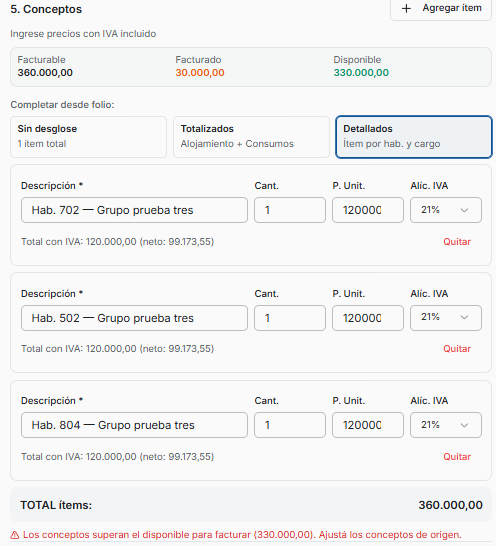 5. Conceptos
+ Agregar ítem
Ingrese precios con IVA incluido
Facturable Facturado Disponible
360.000,00 30.000,00 330.000,00
Completar desde folio:
Sin desglose Totalizados Detallados
1 ítem total Alojamiento + Consumos Ítem por hab. y cargo
Descripción * Cant. P. Unit. Alíc. IVA
Hab. 702 — Grupo prueba tres 1 120000 21%
Total con IVA: 120.000,00 (neto: 99.173,55) Quitar
Descripción * Cant. P. Unit. Alíc. IVA
Hab. 502 — Grupo prueba tres 1 120000 21%
Total con IVA: 120.000,00 (neto: 99.173,55) Quitar
Descripción * Cant. P. Unit. Alíc. IVA
Hab. 804 — Grupo prueba tres 1 120000 21%
Total con IVA: 120.000,00 (neto: 99.173,55) Quitar
TOTAL ítems: 360.000,00
Los conceptos superan el disponible para facturar (330.000,00). Ajustá los conceptos de origen.